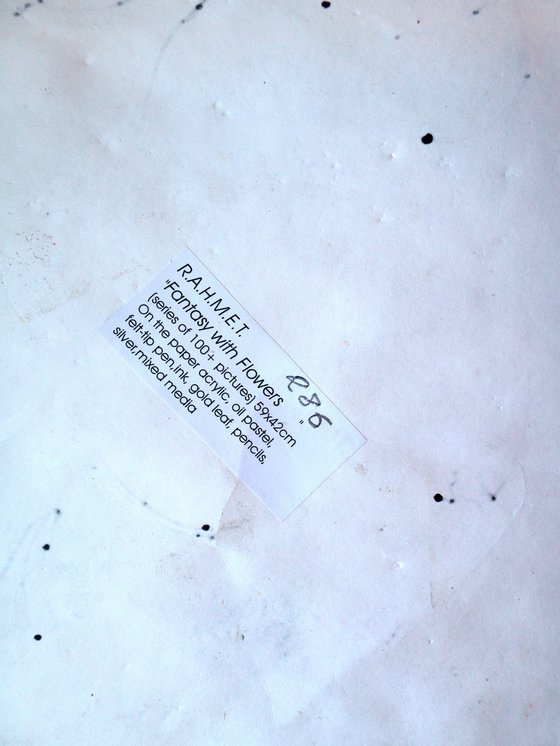 R.A.H.M.E.T.
"Fantasy with Flowers "
(series of 100+ pictures) 59x42cm
On the paper acrylic, oil pastel,
felt-tip pen,ink, gold leaf, pencils,
silver,mixed media